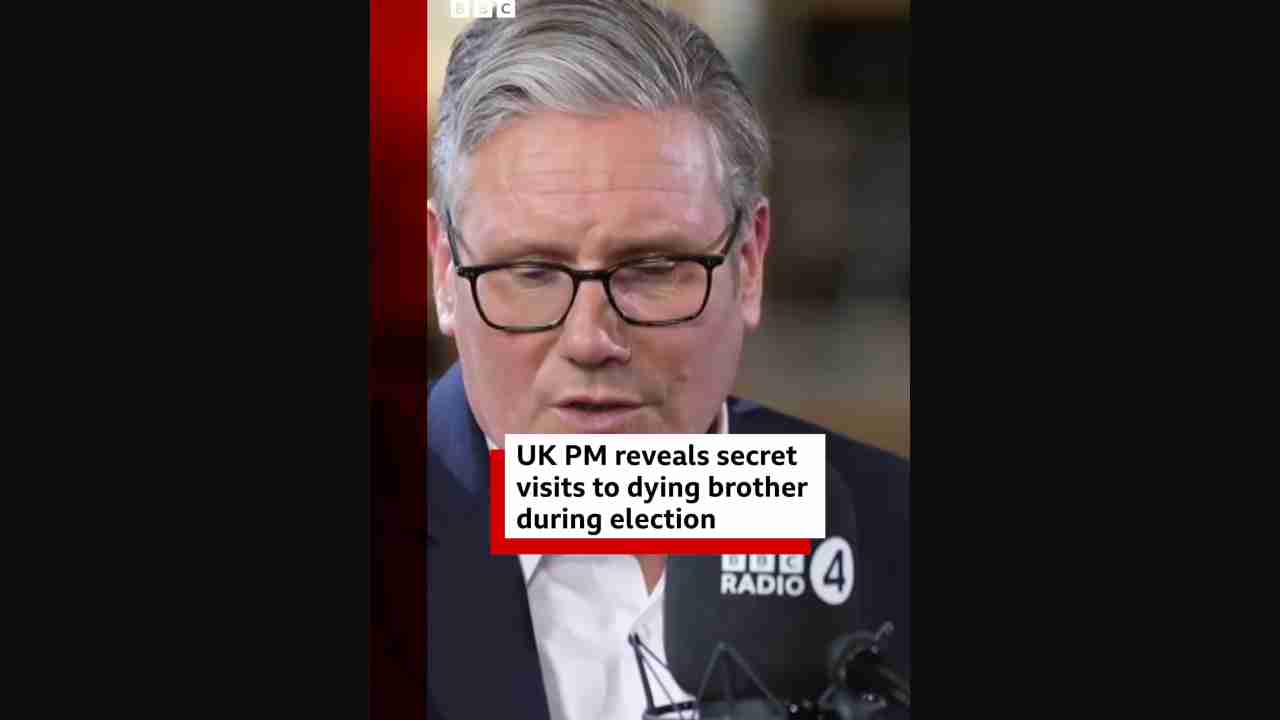 BBC
UK PM reveals secret
visits to dying brother
during election
BBC
RADIO 4